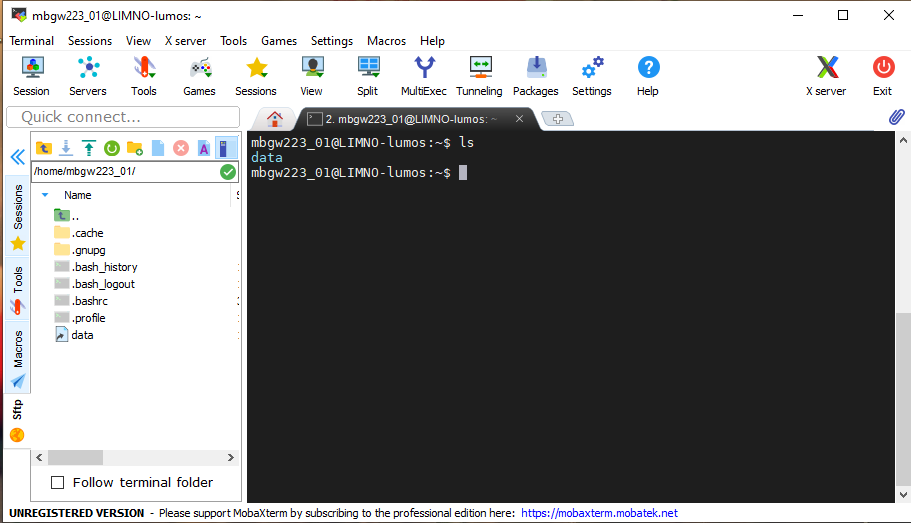 mbgw223_01@LIMNO-lumos: ~
Terminal Sessions View X server Tools Games Settings Macros Help
Session Servers Tools Games Sessions View Split MultiExec Tunneling Packages Settings Help X server Exit
Quick connect...
2. mbgw223_01@LIMNO-lumos: ~
mbgw223_01@LIMNO-lumos:~$ ls
data
mbgw223_01@LIMNO-lumos:~$
/home/mbgw223_01/
Name
..
.cache
.gnupg
.bash_history
.bash_logout
.bashrc
.profile
data
Sessions
Tools
Macros
Sftp
Follow terminal folder
UNREGISTERED VERSION - Please support MobaXterm by subscribing to the professional edition here: https://mobaxterm.mobatek.net